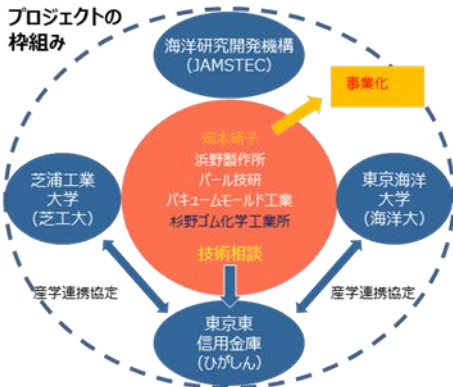 プロジェクトの
枠組み
海洋研究開発機構
(JAMSTEC)
事業化
岡本硝子
浜野製作所
パール技研
バキュームモールド工業
杉野ゴム化学工業所
技術相談
芝浦工業
大学
(芝工大)
東京海洋
大学
(海洋大)
産学連携協定
産学連携協定
東京東
信用金庫
(ひがしん)